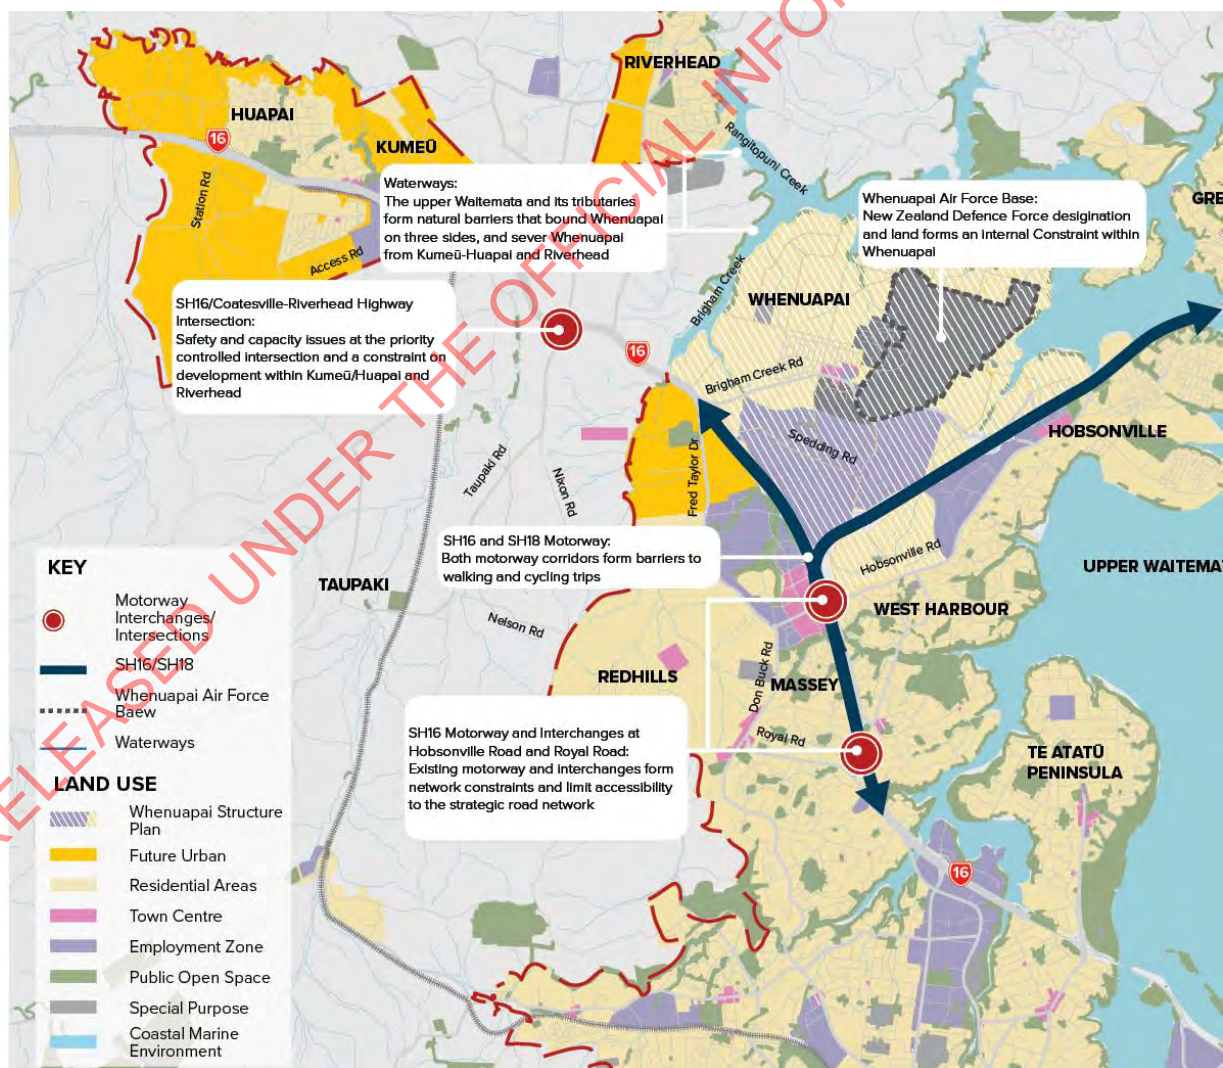 RIVERHEAD
HUAPAI
16
KUMEŪ
Rangitopuni Creek
Station Rd
Access Rd
Waterways:
The upper Waitemata and its tributaries
form natural barriers that bound Whenuapai
on three sides, and sever Whenuapai
from Kumeū-Huapai and Riverhead
Whenuapai Air Force Base:
New Zealand Defence Force desigination
and land forms an internal Constraint within
Whenuapai
GRE
SH16/Coatesville-Riverhead Highway
Intersection:
Safety and capacity issues at the priority
controlled intersection and a constraint on
development within Kumeū/Huapai and
Riverhead
Brigham Creek
WHENUAPAI
16
Brigham Creek Rd
HOBSONVILLE
Spedding Rd
Fred Taylor Dr
Taupaki Rd
Nixon Rd
SH16 and SH18 Motorway:
Both motorway corridors form barriers to
walking and cycling trips
Hobsonville Rd
UPPER WAITEMAT
TAUPAKI
WEST HARBOUR
Nelson Rd
REDHILLS
Don Buck Rd
MASSEY
SH16 Motorway and Interchanges at
Hobsonville Road and Royal Road:
Existing motorway and interchanges form
network constraints and limit accessibility
to the strategic road network
Royal Rd
TE ATATŪ
PENINSULA
16
KEY
Motorway
Interchanges/
Intersections
SH16/SH18
Whenuapai Air Force
Baew
Waterways
LAND USE
Whenuapai Structure
Plan
Future Urban
Residential Areas
Town Centre
Employment Zone
Public Open Space
Special Purpose
Coastal Marine
Environment
RELEASED UNDER THE OFFICIAL INFO